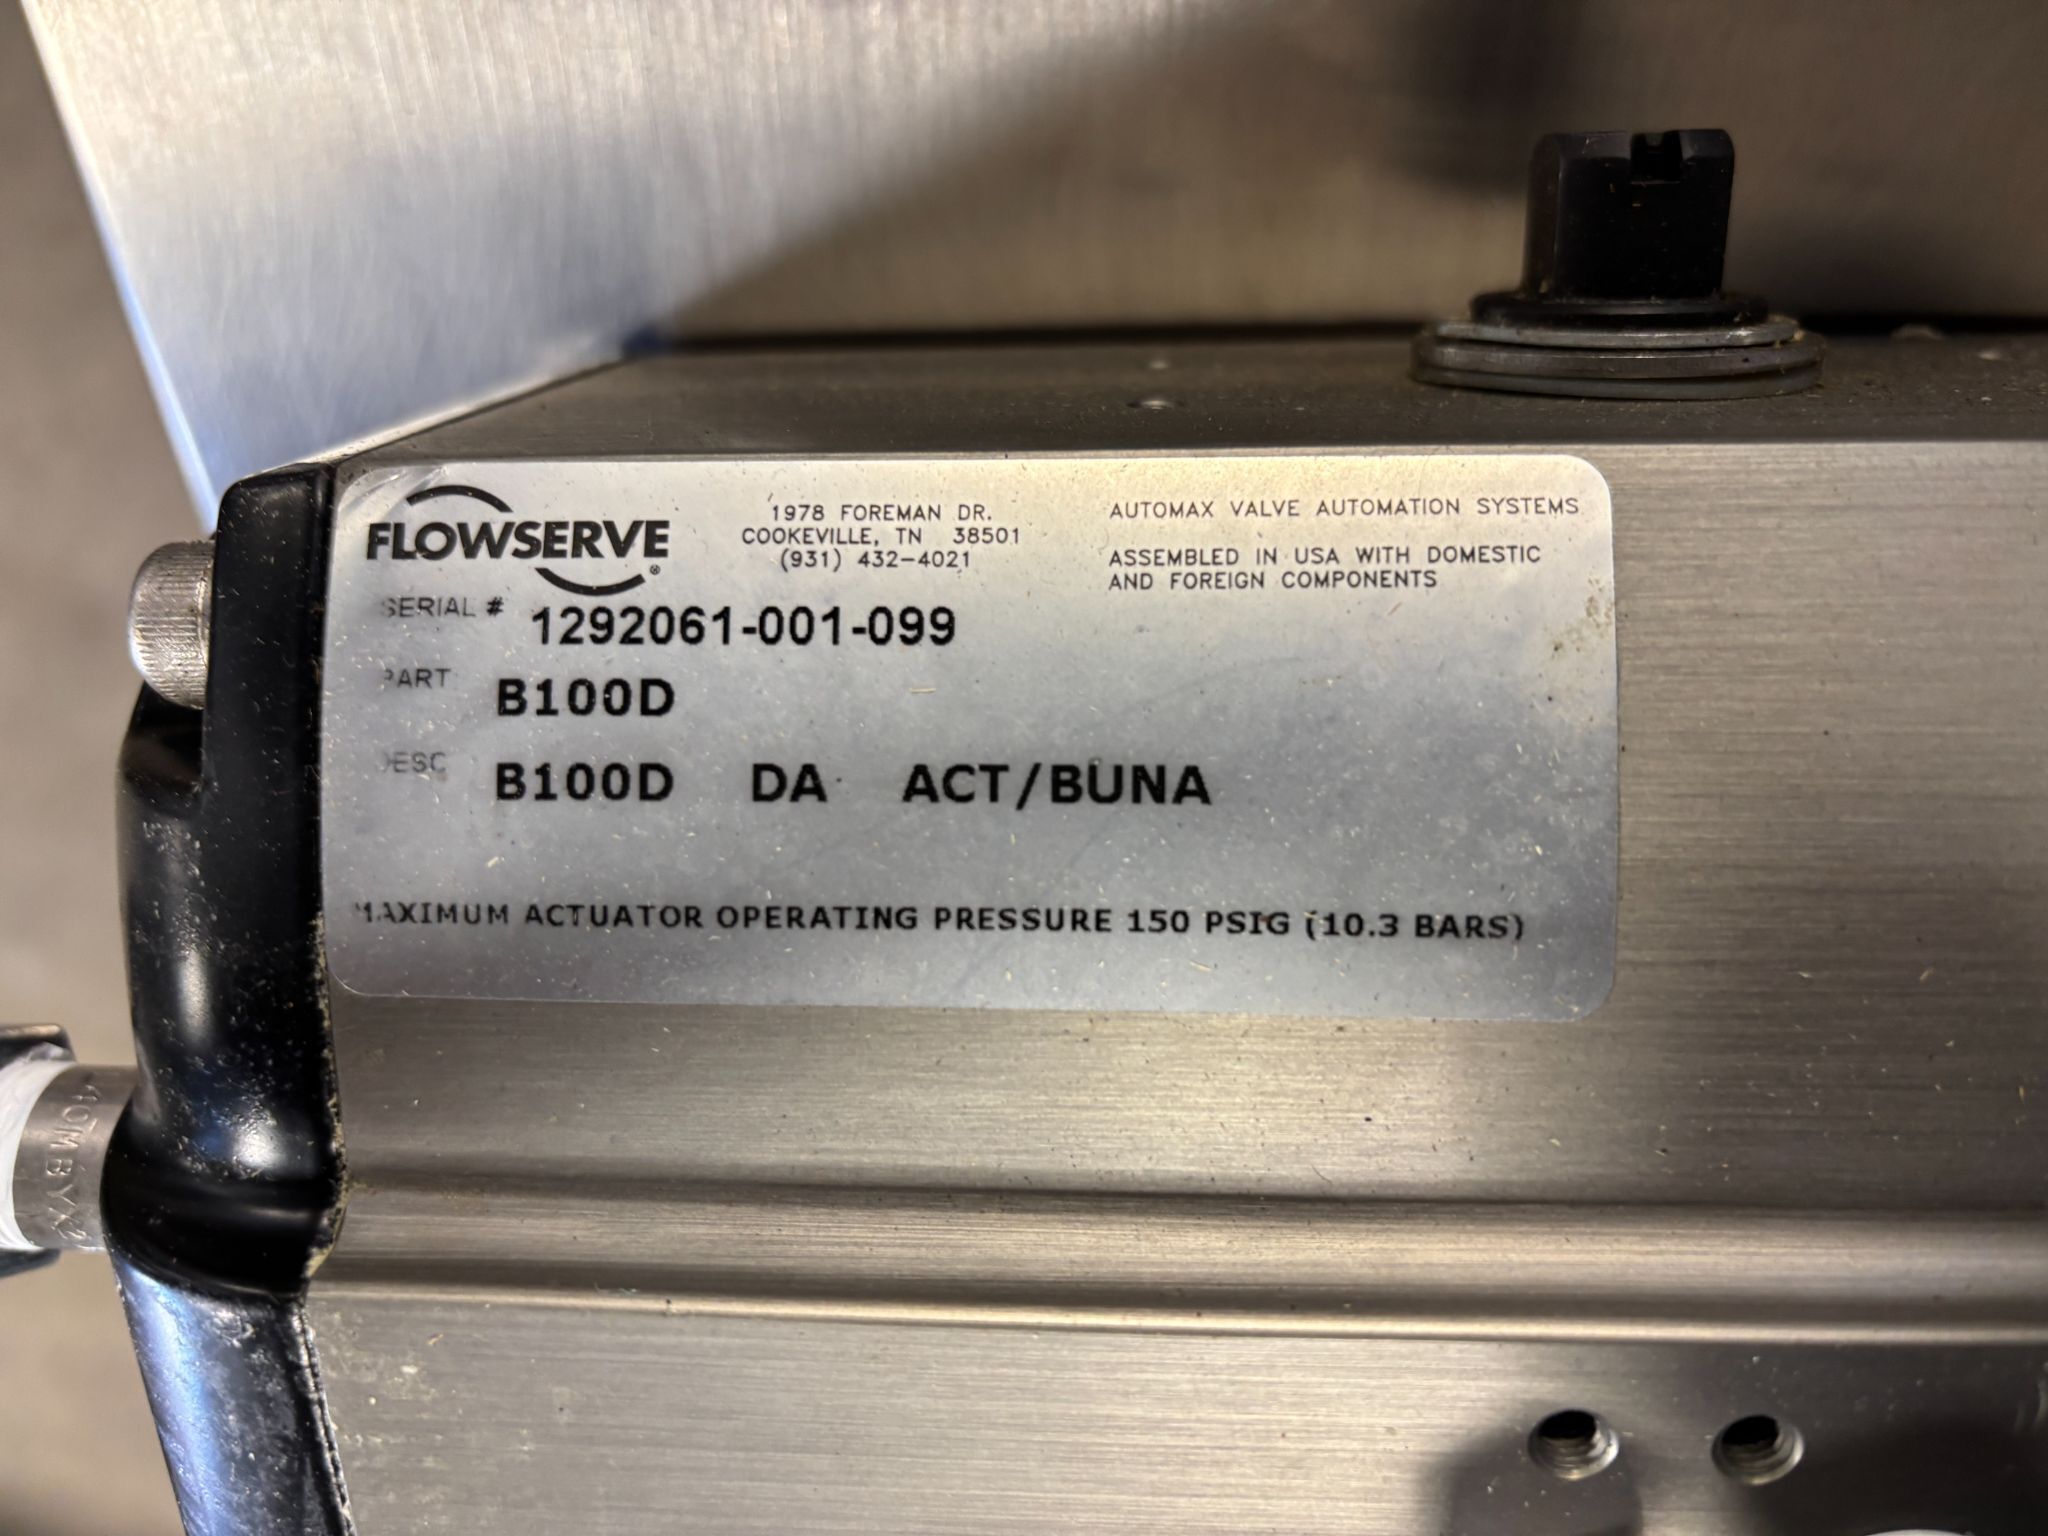 FLOWSERVE®
1978 FOREMAN DR.
COOKEVILLE, TN 38501
(931) 432-4021
AUTOMAX VALVE AUTOMATION SYSTEMS
ASSEMBLED IN USA WITH DOMESTIC
AND FOREIGN COMPONENTS
SERIAL # 1292061-001-099
PART B100D
DESC B100D DA ACT/BUNA
MAXIMUM ACTUATOR OPERATING PRESSURE 150 PSIG (10.3 BARS)